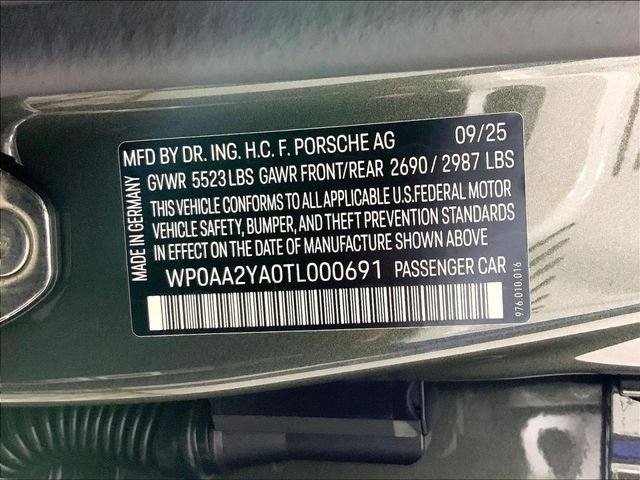 MFD BY DR. ING. H.C. F. PORSCHE AG 09/25
GVWR 5523LBS GAWR FRONT/REAR 2690 / 2987 LBS
THIS VEHICLE CONFORMS TO ALL APPLICABLE U.S.FEDERAL MOTOR
VEHICLE SAFETY, BUMPER, AND THEFT PREVENTION STANDARDS
IN EFFECT ON THE DATE OF MANUFACTURE SHOWN ABOVE
WP0AA2YA0TL000691 PASSENGER CAR
MADE IN GERMANY
976.010.016